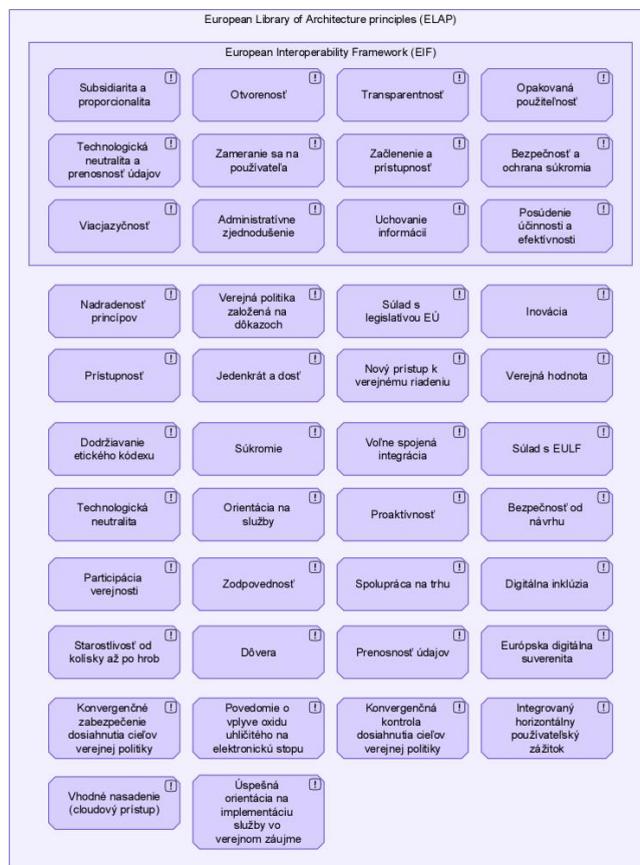 European Library of Architecture principles (ELAP)
European Interoperability Framework (EIF)
Subsidiarita a
proporcionalita
Otvorenosť
Transparentnosť
Opakovaná
použiteľnosť
Technologická
neutralita a
prenosnosť údajov
Zameranie sa na
používateľa
Začlenenie a
prístupnosť
Bezpečnosť a
ochrana súkromia
Viacjazyčnosť
Administratívne
zjednodušenie
Uchovanie
informácií
Posúdenie
účinnosti a
efektívnosti
Nadradenosť
princípov
Verejná politika
založená na
dôkazoch
Súlad s
legislatívou EÚ
Inovácia
Prístupnosť
Jedenkrát a dosť
Nový prístup k
verejnému riadeniu
Verejná hodnota
Dodržiavanie
etického kódexu
Súkromie
Voľne spojená
integrácia
Súlad s EULF
Technologická
neutralita
Orientácia na
služby
Proaktívnosť
Bezpečnosť od
návrhu
Participácia
verejnosti
Zodpovednosť
Spolupráca na trhu
Digitálna inklúzia
Starostlivosť od
kolísky až po hrob
Dôvera
Prenosnosť údajov
Európska digitálna
suverenita
Konvergenčné
zabezpečenie
dosiahnutia cieľov
verejnej politiky
Povedomie o
vplyve oxidu
uhličitého na
elektronickú stopu
Konvergenčná
kontrola
dosiahnutia cieľov
verejnej politiky
Integrovaný
horizontálny
používateľský
zážitok
Vhodné nasadenie
(cloudový prístup)
Úspešná
orientácia na
implementáciu
služby vo
verejnom záujme